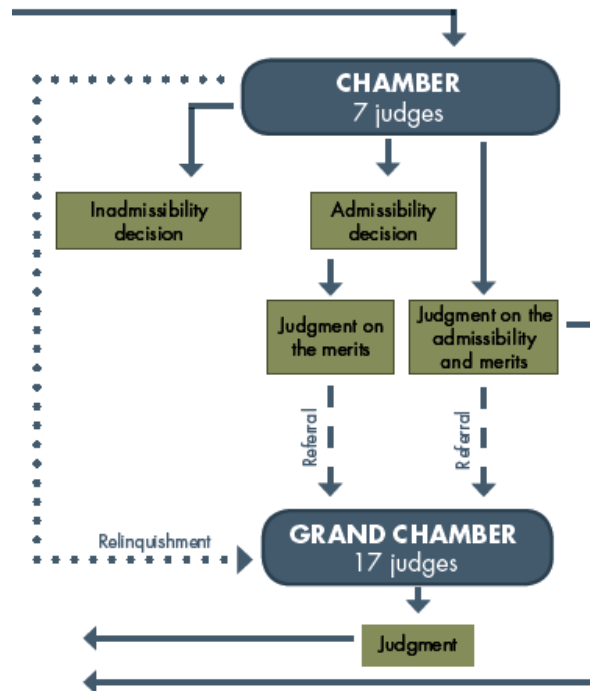 CHAMBER
7 judges
Inadmissibility
decision
Admissibility
decision
Judgment on
the merits
Judgment on the
admissibility
and merits
Referral
Referral
Relinquishment
GRAND CHAMBER
17 judges
Judgment